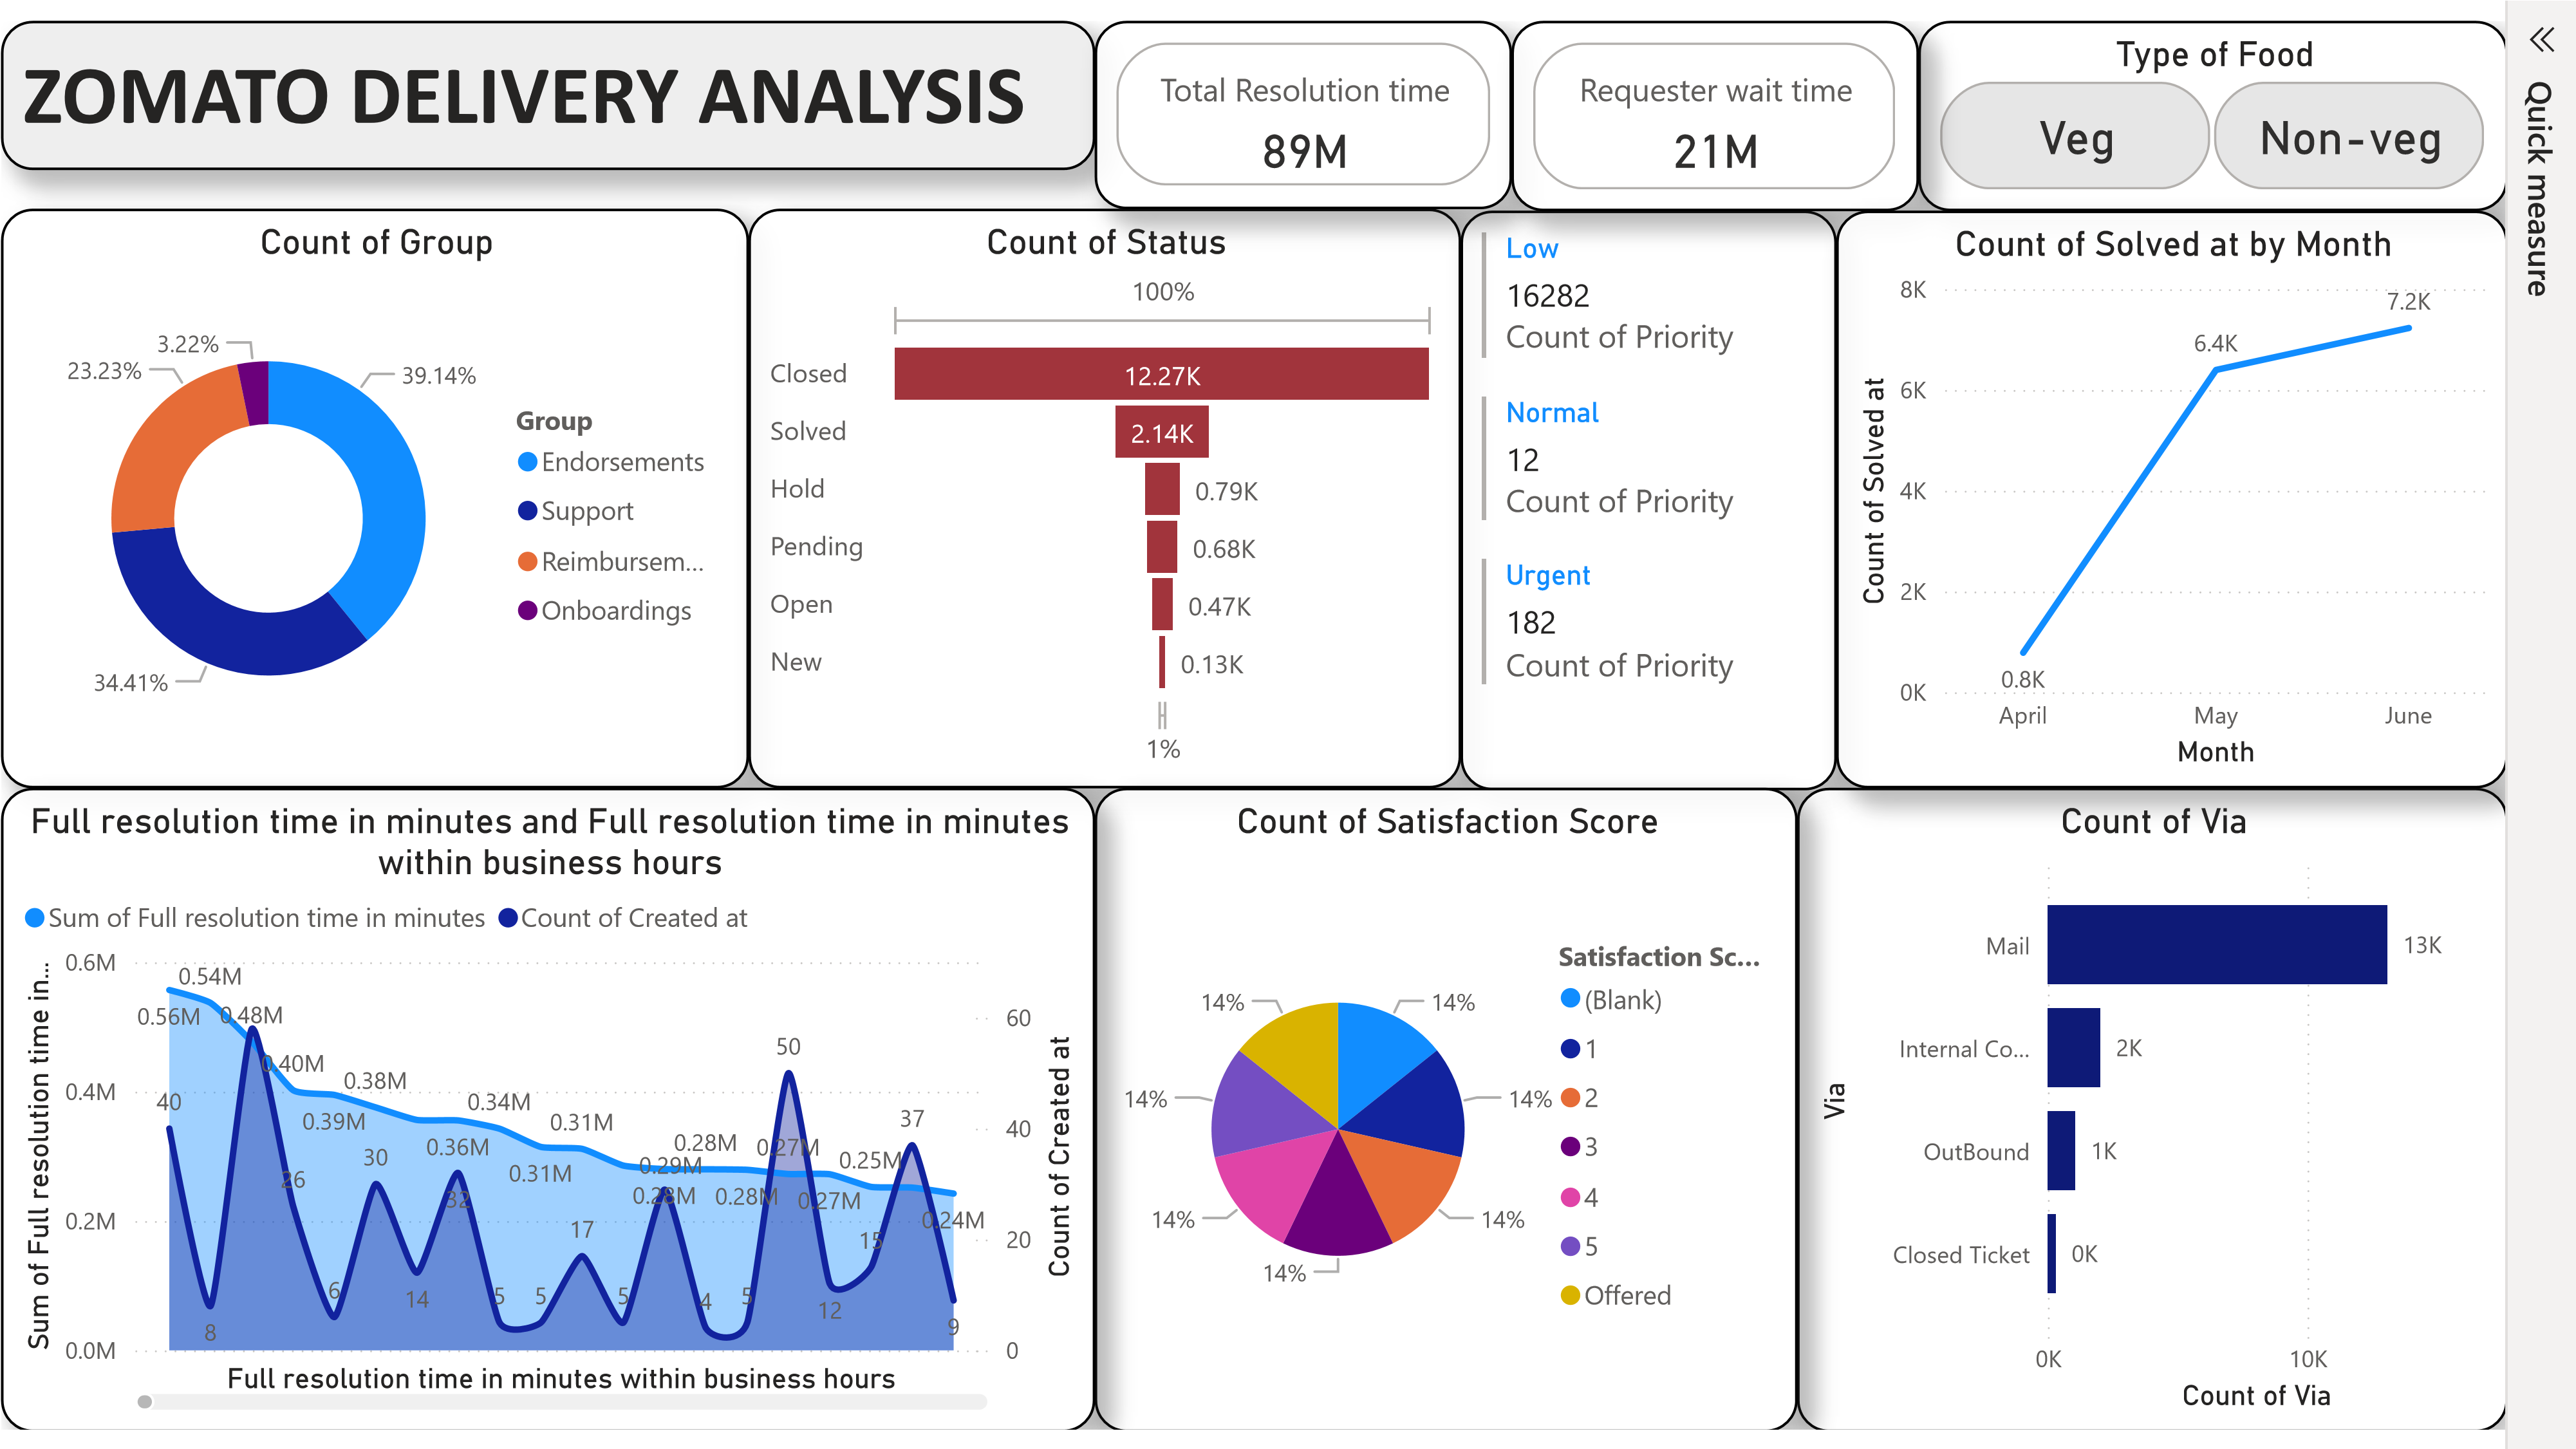 ZOMATO DELIVERY ANALYSIS
Total Resolution time
89M
Requester wait time
21M
Type of Food
Veg
Non-veg
Quick measure
Count of Group
3.22%
23.23%
39.14%
34.41%
Group
Endorsements
Support
Reimbursem...
Onboardings
Count of Status
100%
Closed
12.27K
Solved
2.14K
Hold
0.79K
Pending
0.68K
Open
0.47K
New
0.13K
1%
Low
16282
Count of Priority
Normal
12
Count of Priority
Urgent
182
Count of Priority
Count of Solved at by Month
Count of Solved at
8K
6K
4K
2K
0K
0.8K
6.4K
7.2K
April
May
June
Month
Full resolution time in minutes and Full resolution time in minutes
within business hours
Sum of Full resolution time in minutes
Count of Created at
Sum of Full resolution time in...
0.6M
0.4M
0.2M
0.0M
0.56M
0.54M
0.48M
0.40M
0.39M
0.38M
0.36M
0.34M
0.31M
0.31M
0.29M
0.28M
0.28M
0.28M
0.27M
0.27M
0.25M
0.24M
40
8
26
6
30
14
32
5
5
17
5
4
5
50
12
15
37
9
60
40
20
0
Count of Created at
Full resolution time in minutes within business hours
Count of Satisfaction Score
14%
14%
14%
14%
14%
14%
14%
Satisfaction Sc...
(Blank)
1
2
3
4
5
Offered
Count of Via
Via
Mail
13K
Internal Co...
2K
OutBound
1K
Closed Ticket
0K
0K
10K
Count of Via